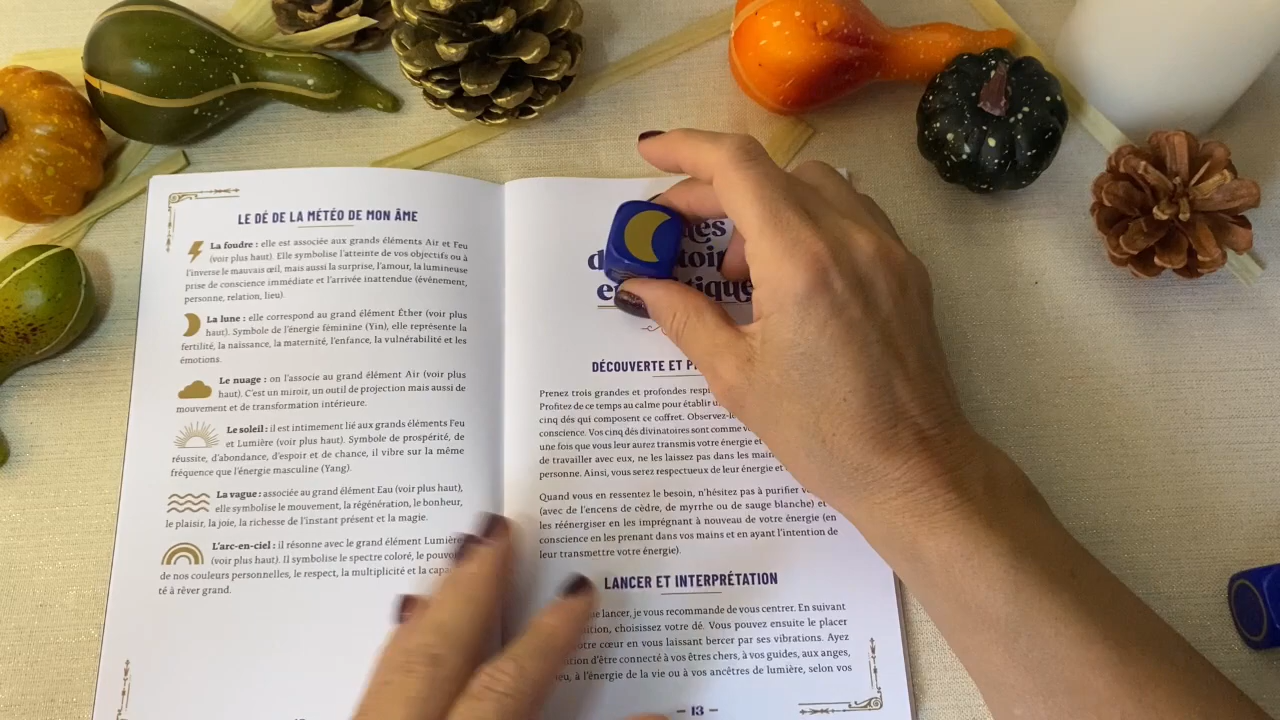 LE DÉ DE LA MÉTÉO DE MON ÂME
La foudre : elle est associée aux grands éléments Air et Feu
(voir plus haut). Elle symbolise l'atteinte de vos objectifs ou à
l'inverse le mauvais œil, mais aussi la surprise, l'amour, la lumineuse
prise de conscience immédiate et l'arrivée inattendue (événement,
personne, relation, lieu)
La lune : elle correspond au grand élément Éther (voir plus
haut). Symbole de l'énergie féminine (Yin), elle représente la
fertilité, la naissance, la maternité, l'enfance, la vulnérabilité et les
émotions.
Le nuage : on l'associe au grand élément Air (voir plus
haut). C'est un miroir, un outil de projection mais aussi de
mouvement et de transformation intérieure.
Le soleil : il est intimement lié aux grands éléments Feu
et Lumière (voir plus haut). Symbole de prospérité, de
réussite, d'abondance, d'espoir et de chance, il vibre sur la même
fréquence que l'énergie masculine (Yang).
La vague : associée au grand élément Eau (voir plus haut),
elle symbolise le mouvement, la régénération, le bonheur,
le plaisir, la joie, la richesse de l'instant présent et la magie.
L'arc-en-ciel : il résonne avec le grand élément Lumière
(voir plus haut). Il symbolise le spectre coloré, le pouvoi
de nos couleurs personnelles, le respect, la multiplicité et la capa
té à rêver grand.
DÉCOUVERTE ET P
Prenez trois grandes et profondes respi
Profitez de ce temps au calme pour établir u
cinq dés qui composent ce coffret. Observez-le
conscience. Vos cinq dés divinatoires sont comme v
une fois que vous leur aurez transmis votre énergie et
de travailler avec eux, ne les laissez pas dans les main
personne. Ainsi, vous serez respectueux de leur énergie et
Quand vous en ressentez le besoin, n'hésitez pas à purifier v
(avec de l'encens de cèdre, de myrrhe ou de sauge blanche) et
les réénergiser en les imprégnant à nouveau de votre énergie (en
conscience en les prenant dans vos mains et en ayant l'intention de
leur transmettre votre énergie).
LANCER ET INTERPRÉTATION
lancer, je vous recommande de vous centrer. En suivant
choisissez votre dé. Vous pouvez ensuite le placer
cœur en vous laissant bercer par ses vibrations. Ayez
d'être connecté à vos êtres chers, à vos guides, aux anges,
à l'énergie de la vie ou à vos ancêtres de lumière, selon vos
– 13 –